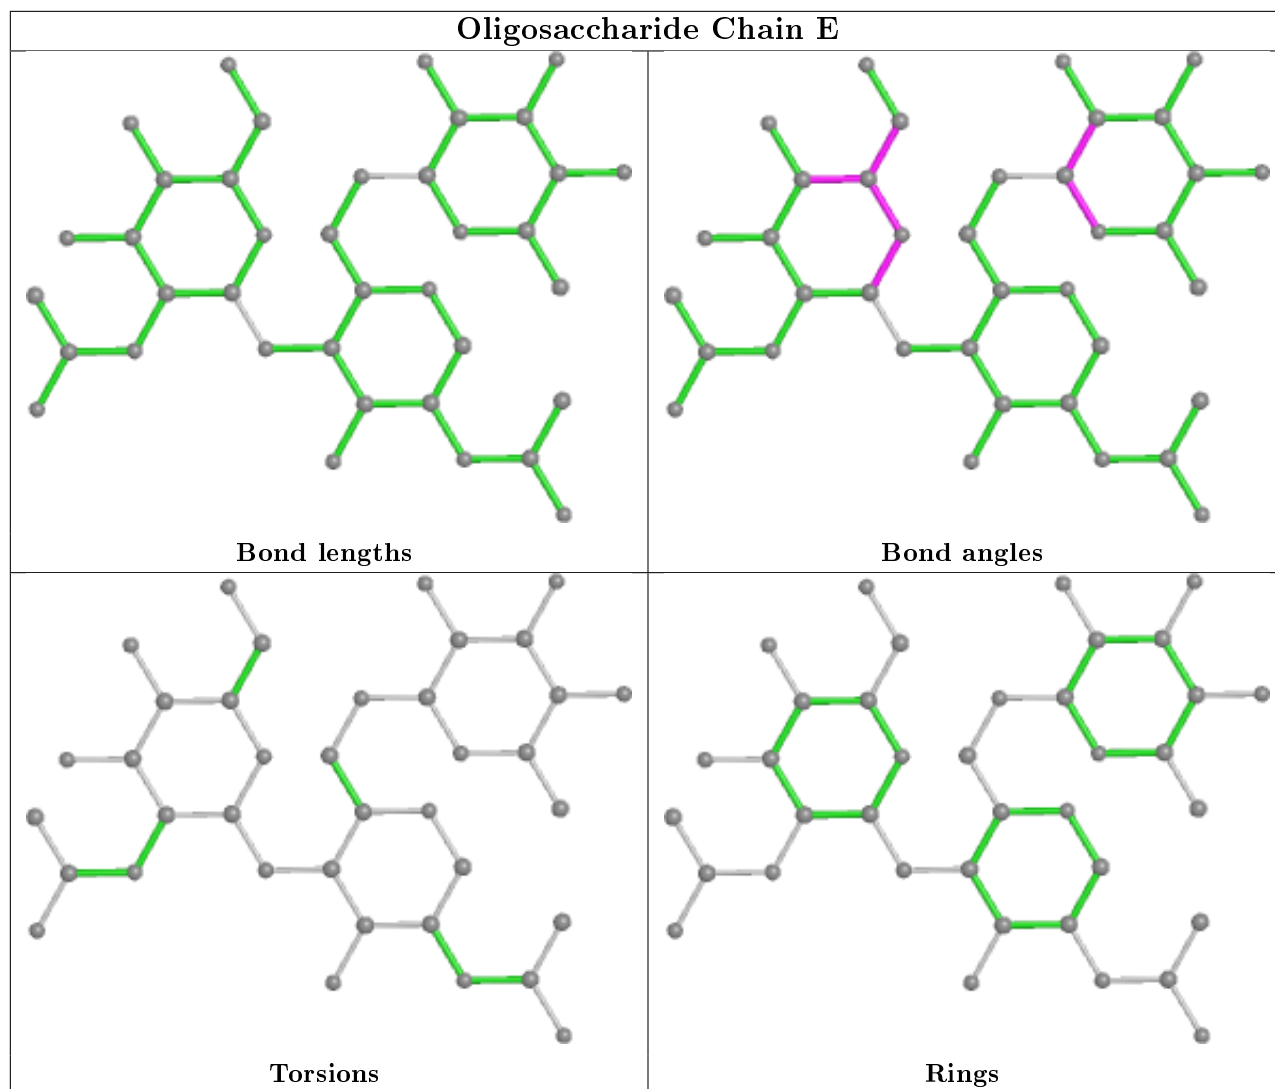 Oligosaccharide Chain E
Bond lengths
Bond angles
Torsions
Rings